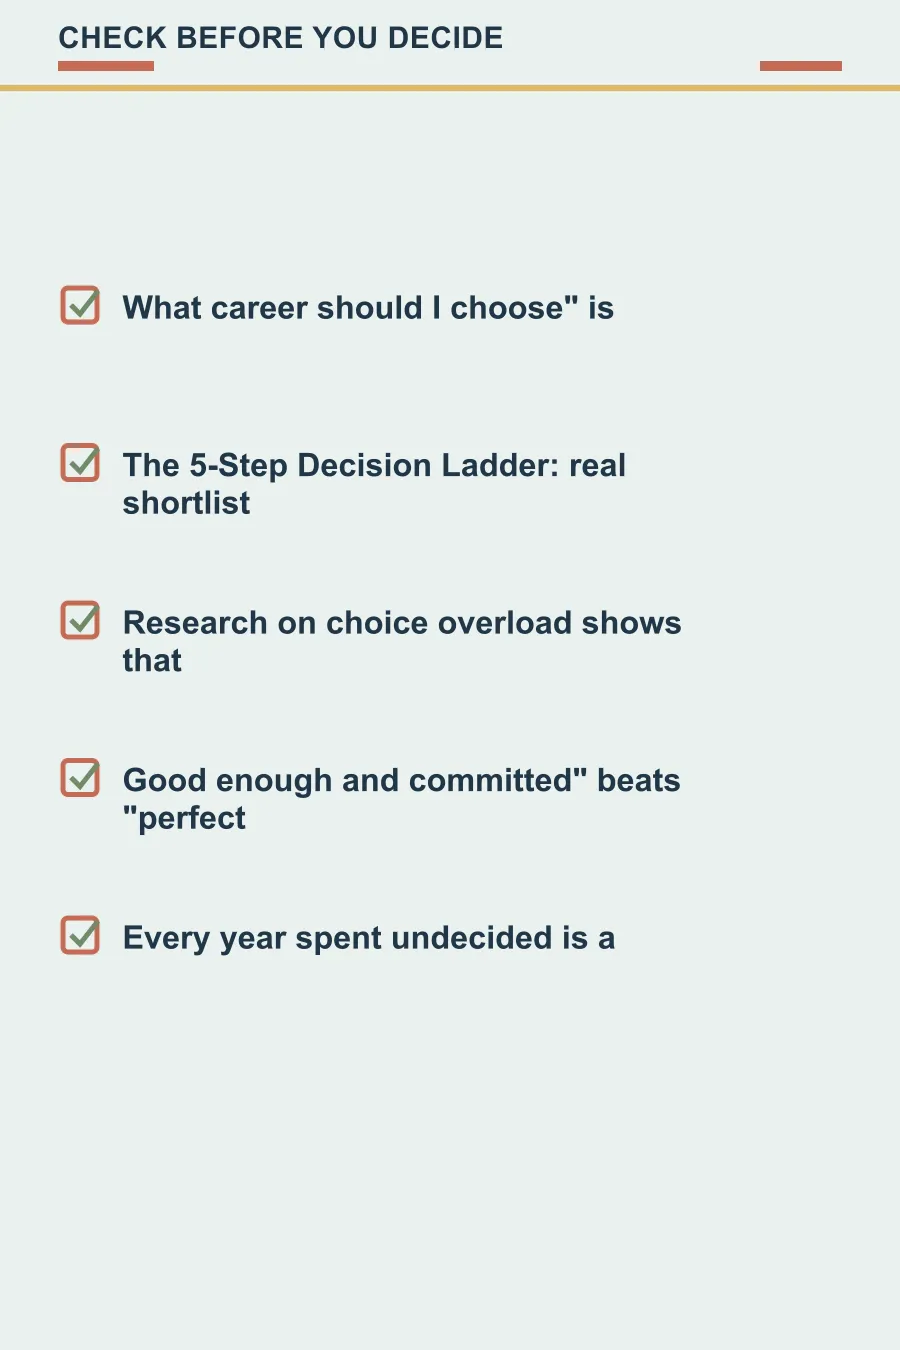 CHECK BEFORE YOU DECIDE
What career should I choose" is
The 5-Step Decision Ladder: real
shortlist
Research on choice overload shows
that
Good enough and committed" beats
"perfect
Every year spent undecided is a